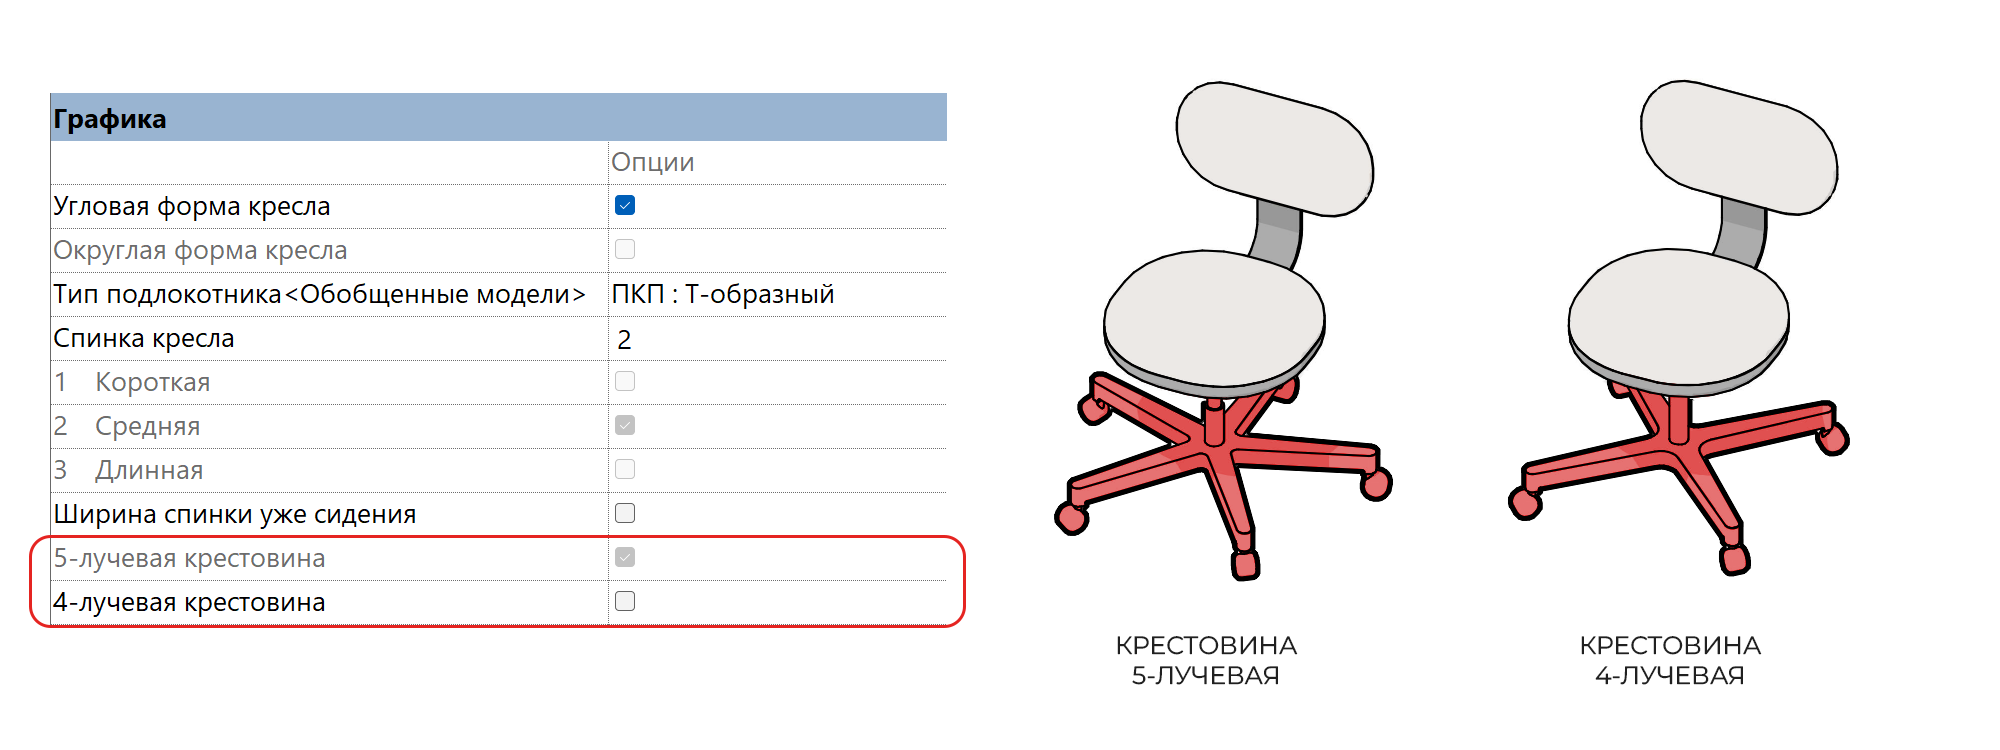 Графика
Опции
Угловая форма кресла
Округлая форма кресла
Тип подлокотника<Обобщенные модели> ПКП : Т-образный
Спинка кресла 2
1 Короткая
2 Средняя
3 Длинная
Ширина спинки уже сидения
5-лучевая крестовина
4-лучевая крестовина
КРЕСТОВИНА
5-ЛУЧЕВАЯ
КРЕСТОВИНА
4-ЛУЧЕВАЯ